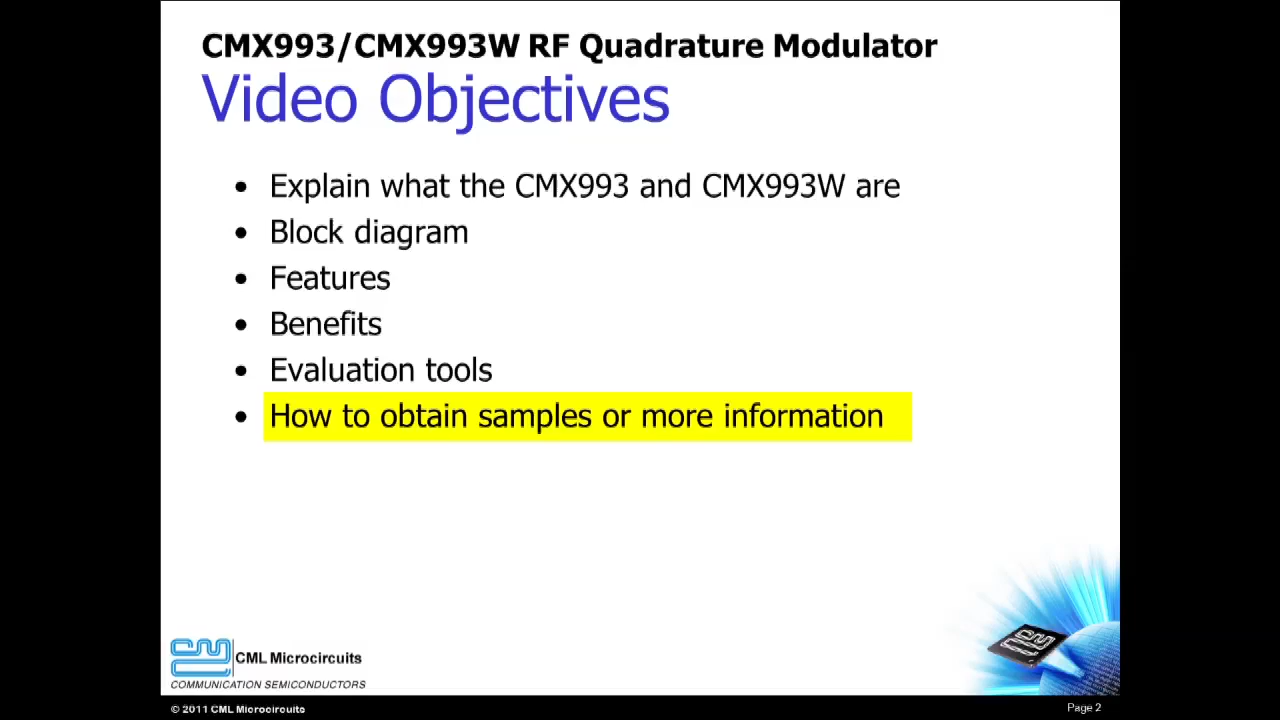 CMX993/CMX993W RF Quadrature Modulator
Video Objectives
• Explain what the CMX993 and CMX993W are
• Block diagram
• Features
• Benefits
• Evaluation tools
• How to obtain samples or more information
CML Microcircuits
COMMUNICATION SEMICONDUCTORS
© 2011 CML Microcircuits
Page 2